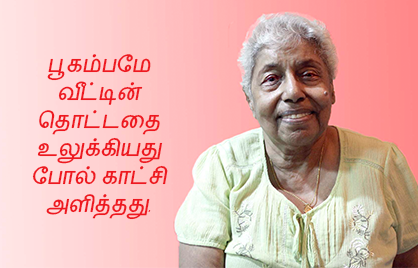 பூகம்பமே
வீட்டின்
தொட்டதை
உலுக்கியது
போல் காட்சி
அளித்தது.